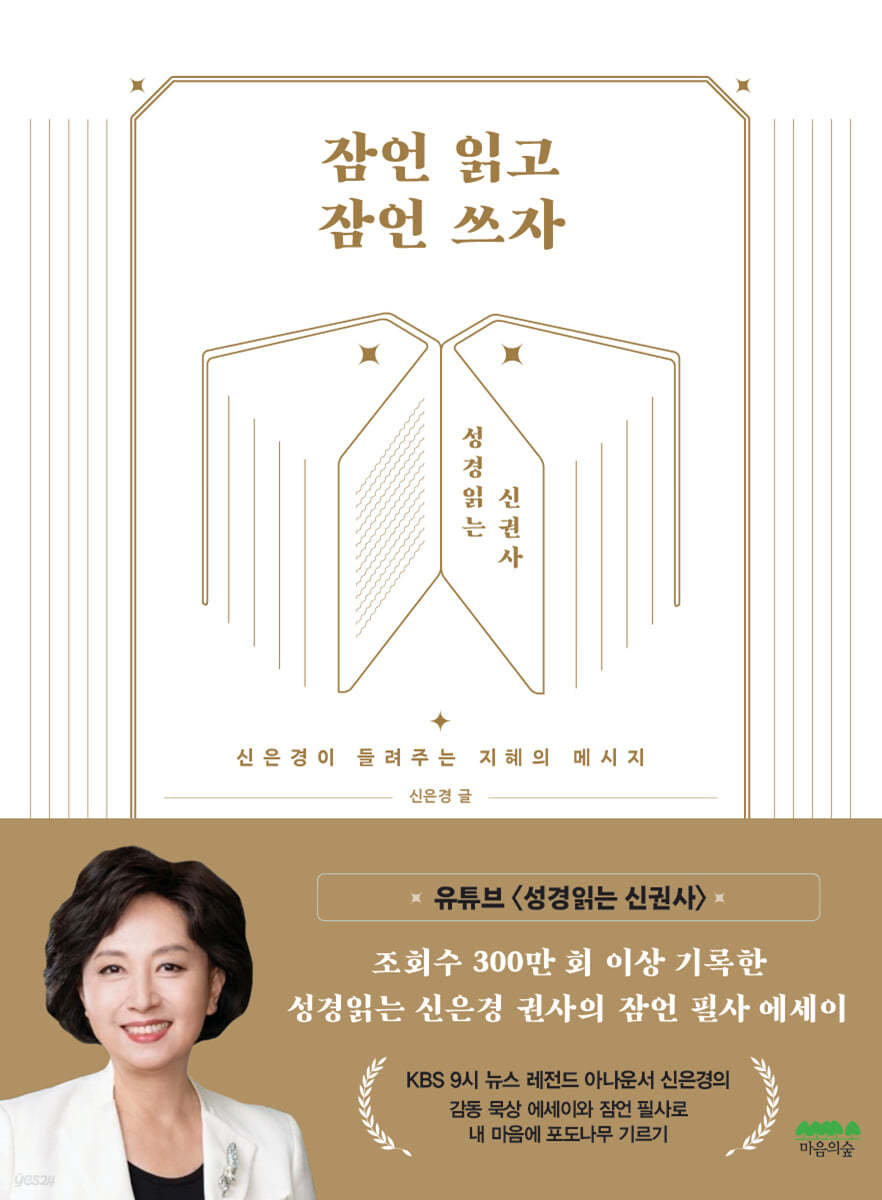 잠언 읽고
잠언 쓰자
성경읽는
신권사
신은경이 들려주는 지혜의 메시지
신은경 글
유튜브 〈성경읽는 신권사〉
조회수 300만 회 이상 기록한
성경읽는 신은경 권사의 잠언 필사 에세이
KBS 9시 뉴스 레전드 아나운서 신은경의
감동 묵상 에세이와 잠언 필사로
내 마음에 포도나무 기르기
마음의숲
yes24